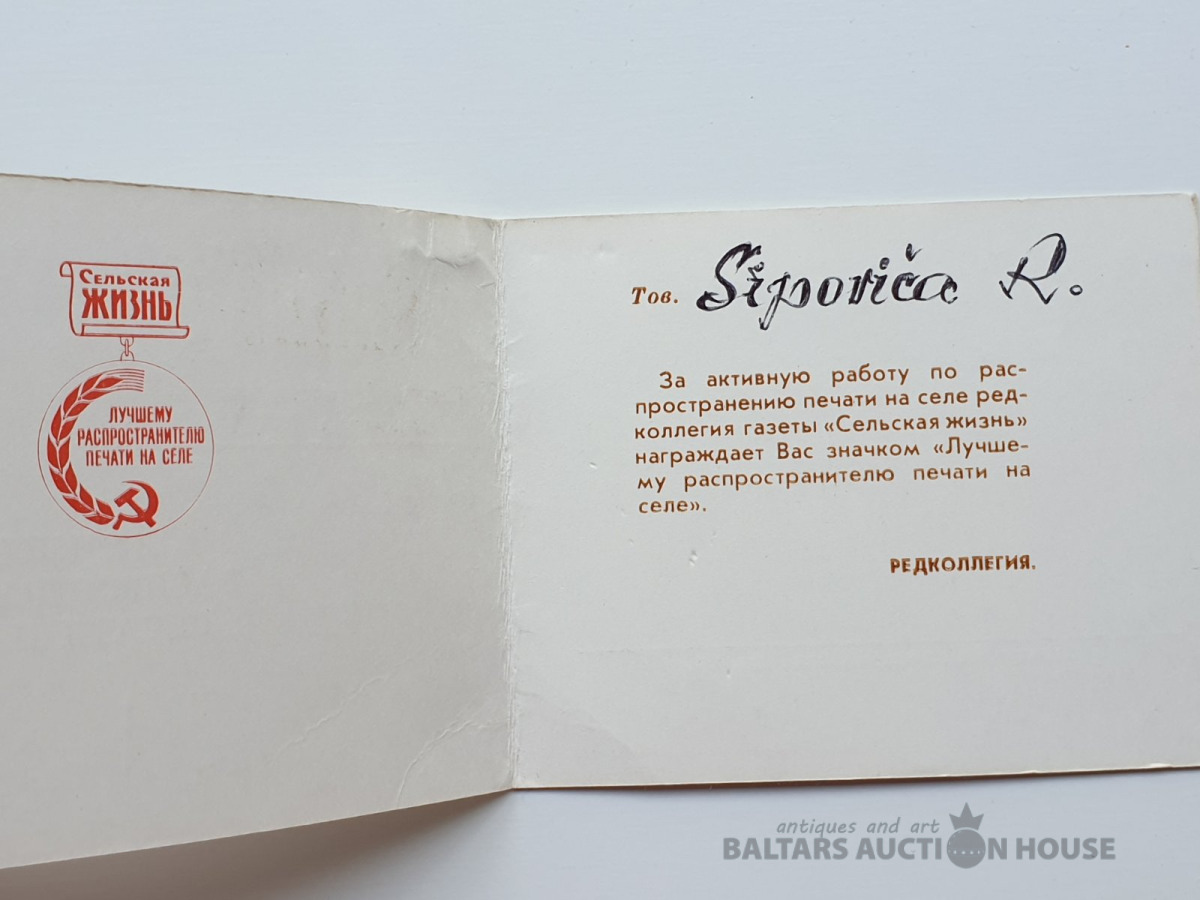 Сельская
ЖИЗНЬ
ЛУЧШЕМУ
РАСПРОСТРАНИТЕЛЮ
ПЕЧАТИ НА СЕЛЕ
Тов. Sipoviča R.
За активную работу по рас-
пространению печати на селе ред-
коллегия газеты «Сельская жизнь»
награждает Вас значком «Лучше-
му распространителю печати на
селе».
РЕДКОЛЛЕГИЯ.
antiques and art
BALTARS AUCTION HOUSE